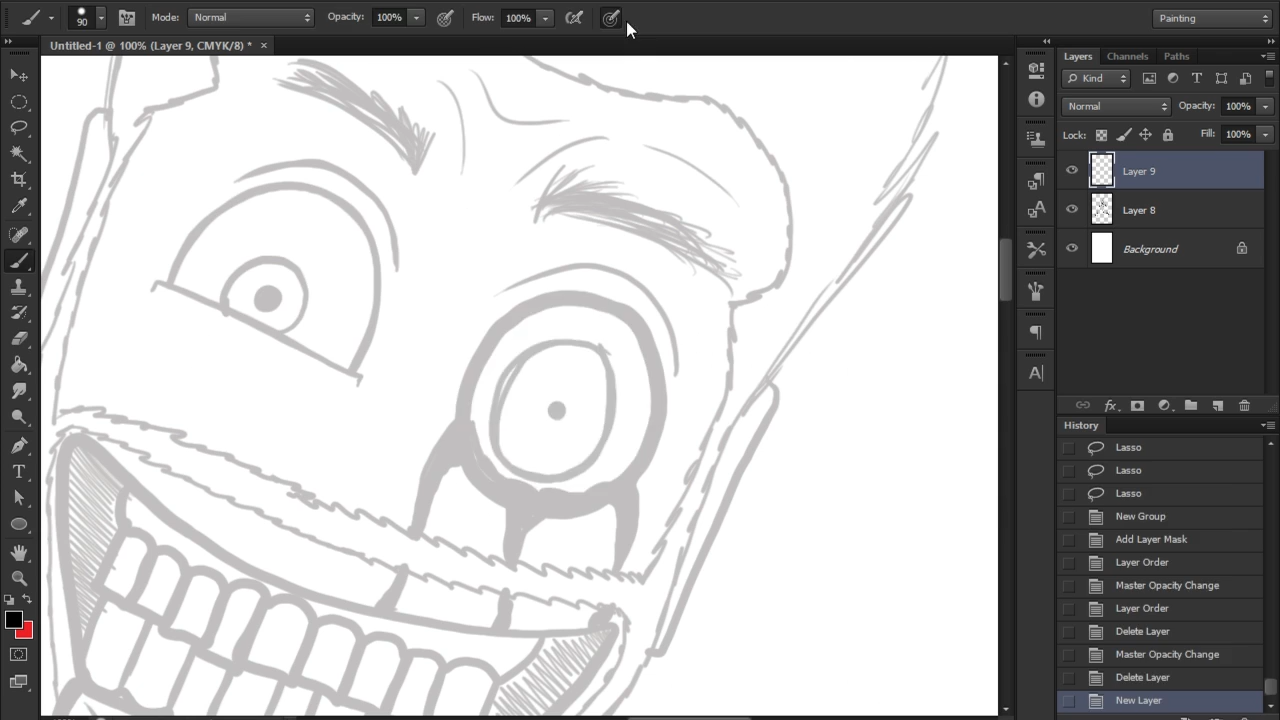 90 Mode: Normal Opacity: 100% Flow: 100% Painting
Untitled-1 @ 100% (Layer 9, CMYK/8) * ×
Layers Channels Paths
Kind T
Normal Opacity: 100%
Lock: Fill: 100%
Layer 9
Layer 8
Background
fx
History
Lasso
Lasso
Lasso
New Group
Add Layer Mask
Layer Order
Master Opacity Change
Layer Order
Delete Layer
Master Opacity Change
Delete Layer
New Layer